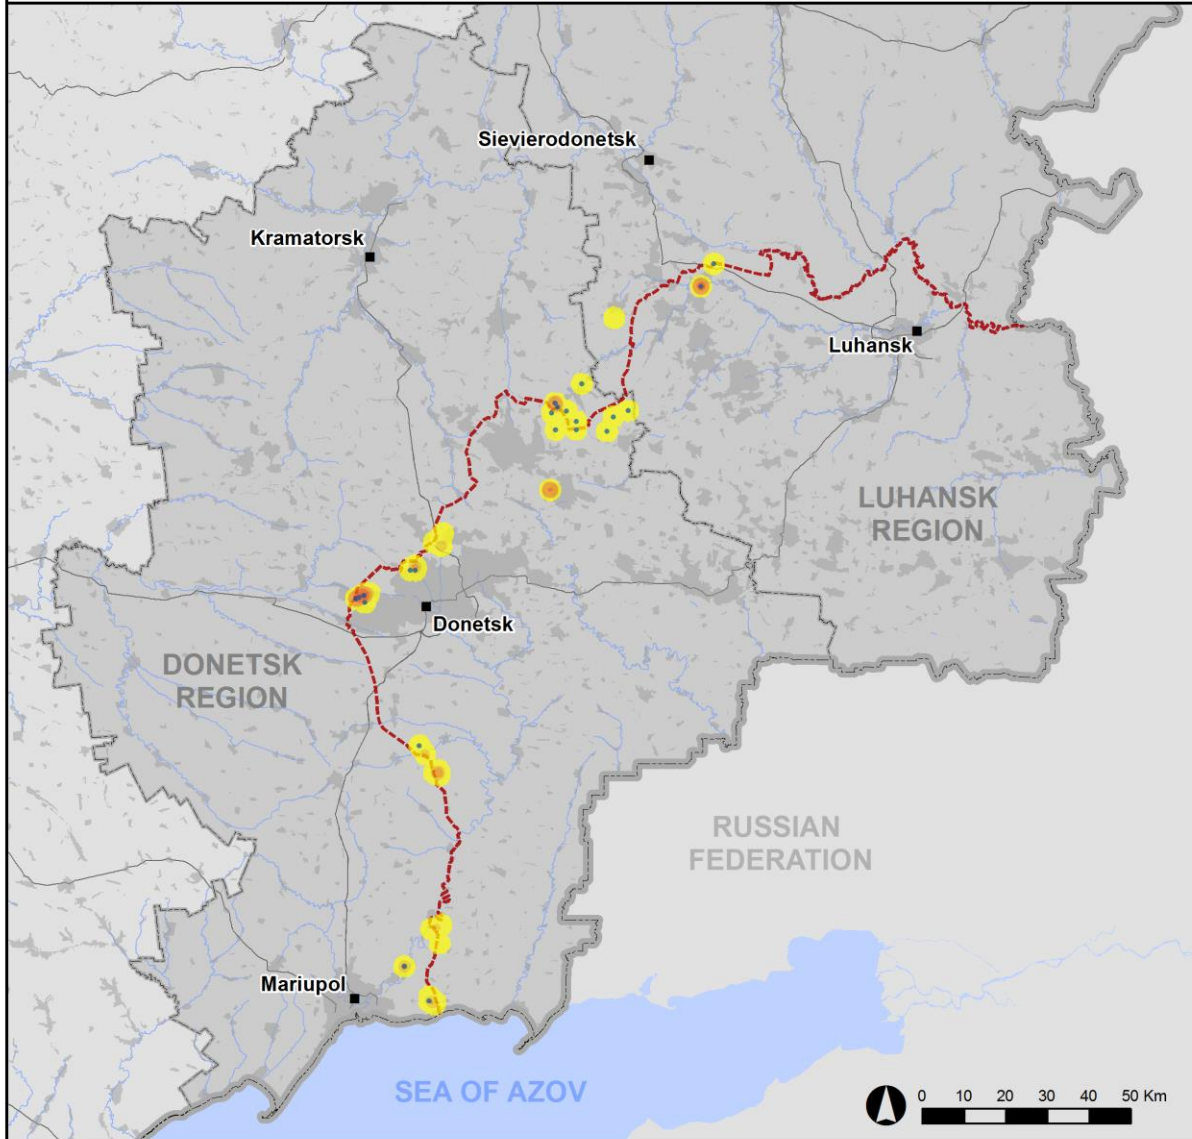 Sievierodonetsk
Kramatorsk
Luhansk
LUHANSK
REGION
Donetsk
DONETSK
REGION
RUSSIAN
FEDERATION
Mariupol
SEA OF AZOV
0 10 20 30 40 50 Km